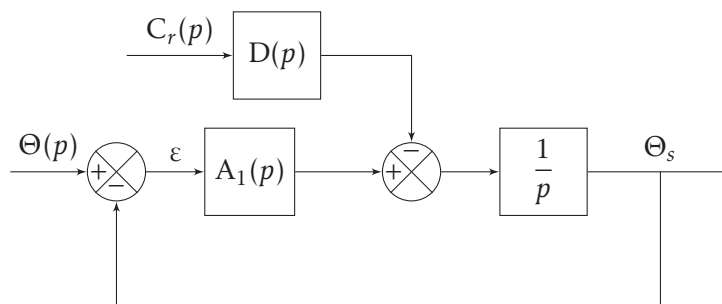 C_r(p)
D(p)
Θ(p)
+
−
ε
A_1(p)
+
−
1/p
Θ_s